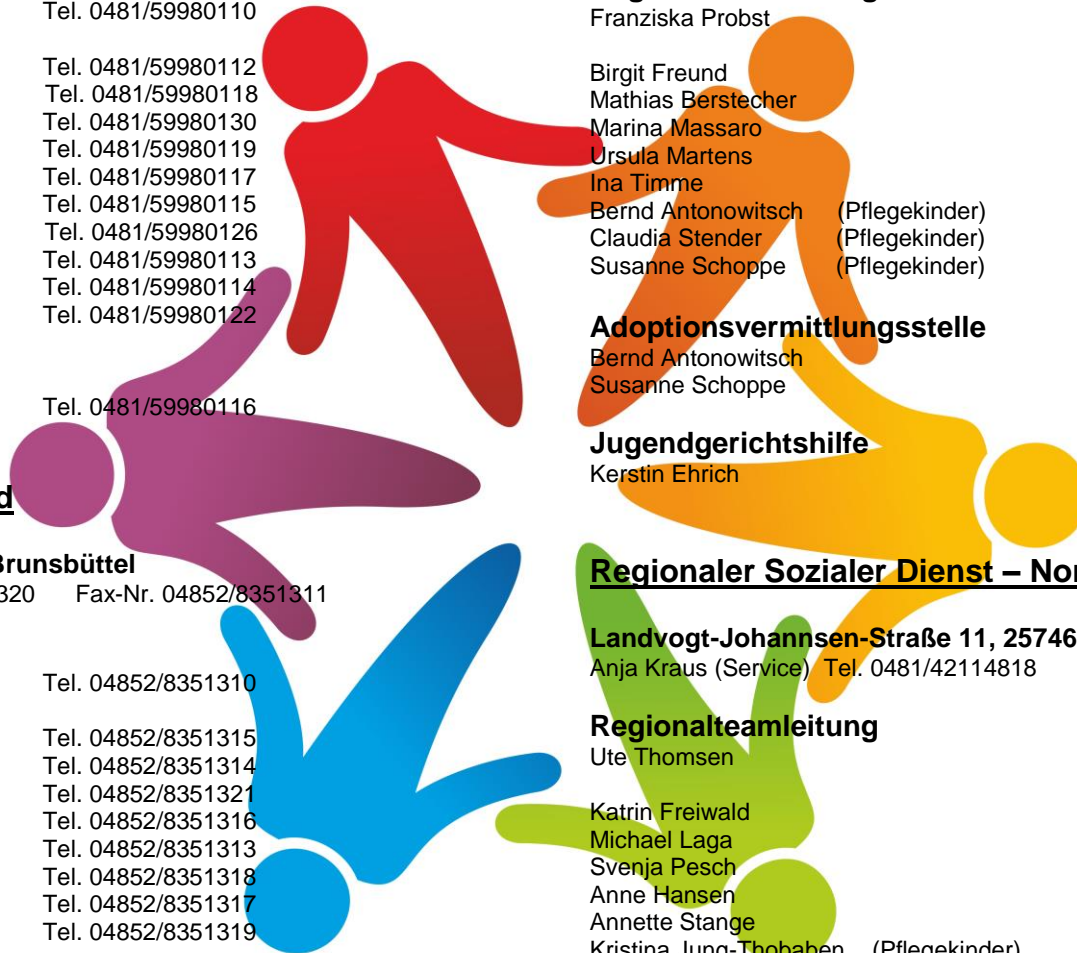 Tel. 0481/59980110
Tel. 0481/59980112
Tel. 0481/59980118
Tel. 0481/59980130
Tel. 0481/59980119
Tel. 0481/59980117
Tel. 0481/59980115
Tel. 0481/59980126
Tel. 0481/59980113
Tel. 0481/59980114
Tel. 0481/59980122
Tel. 0481/59980116
d
Brunsbüttel
320 Fax-Nr. 04852/8351311
Tel. 04852/8351310
Tel. 04852/8351315
Tel. 04852/8351314
Tel. 04852/8351321
Tel. 04852/8351316
Tel. 04852/8351313
Tel. 04852/8351318
Tel. 04852/8351317
Tel. 04852/8351319
Franziska Probst
Birgit Freund
Mathias Berstecher
Marina Massaro
Ursula Martens
Ina Timme
Bernd Antonowitsch (Pflegekinder)
Claudia Stender (Pflegekinder)
Susanne Schoppe (Pflegekinder)
Adoptionsvermittlungsstelle
Bernd Antonowitsch
Susanne Schoppe
Jugendgerichtshilfe
Kerstin Ehrich
Regionaler Sozialer Dienst – Nor
Landvogt-Johannsen-Straße 11, 25746
Anja Kraus (Service) Tel. 0481/42114818
Regionalteamleitung
Ute Thomsen
Katrin Freiwald
Michael Laga
Svenja Pesch
Anne Hansen
Annette Stange
Kristina Jung-Thobaben (Pflegekinder)